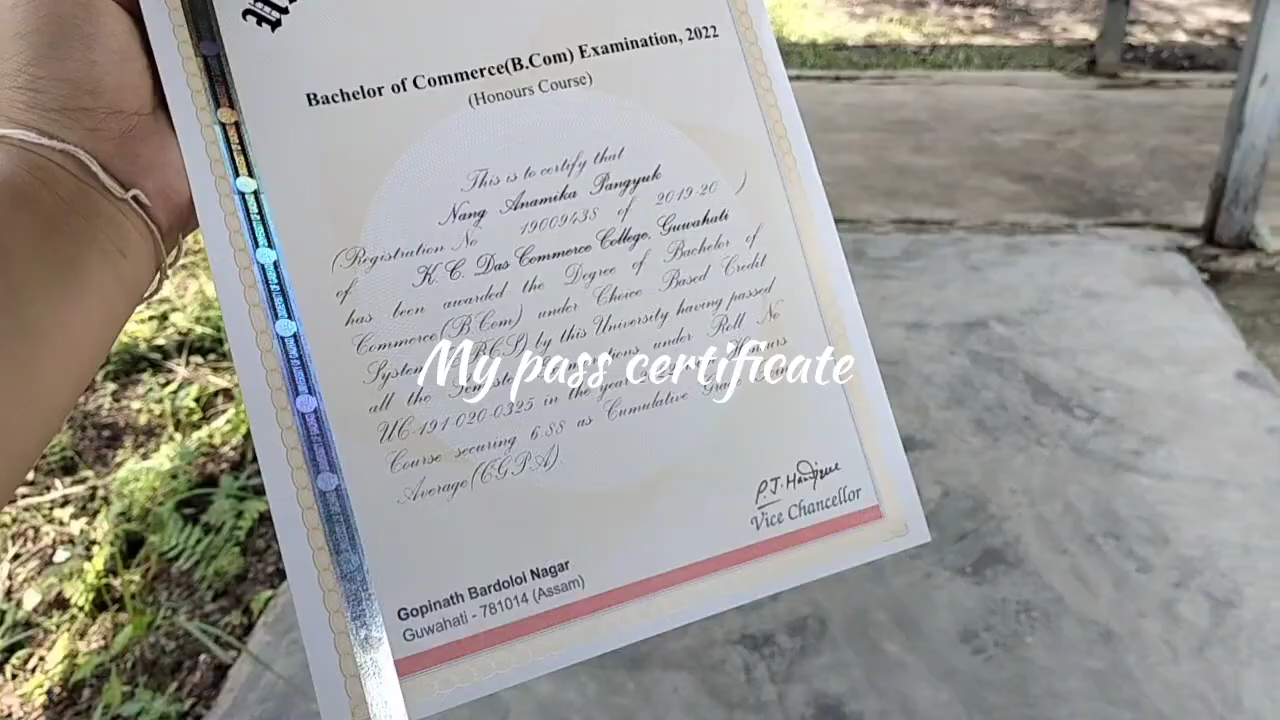 Bachelor of Commerce(B.Com) Examination, 2022
(Honours Course)
This is to certify that
Nang Anamika Pangyuk
(Registration No 19009438 of 2019-20 )
of K. C. Das Commerce College, Guwahati
has been awarded the Degree of Bachelor of
Commerce(B.Com) under Choice Based Credit
System by this University having passed
all the under Roll No
UC-191-020-0325 in the year Honours
Course securing 6.88 as Cumulative
Average(CGPA).
My pass certificate
P.J. Handique
Vice Chancellor
Gopinath Bardoloi Nagar
Guwahati - 781014 (Assam)